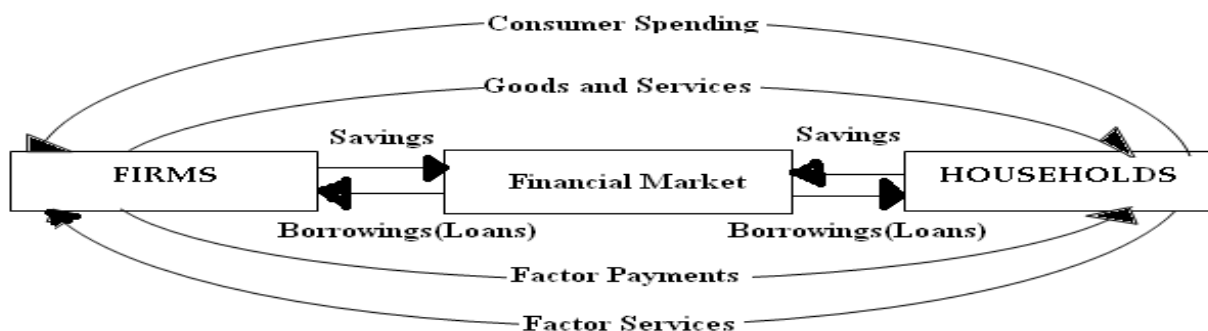 Consumer Spending
Goods and Services
Savings
Savings
FIRMS
Financial Market
HOUSEHOLDS
Borrowings(Loans)
Borrowings(Loans)
Factor Payments
Factor Services